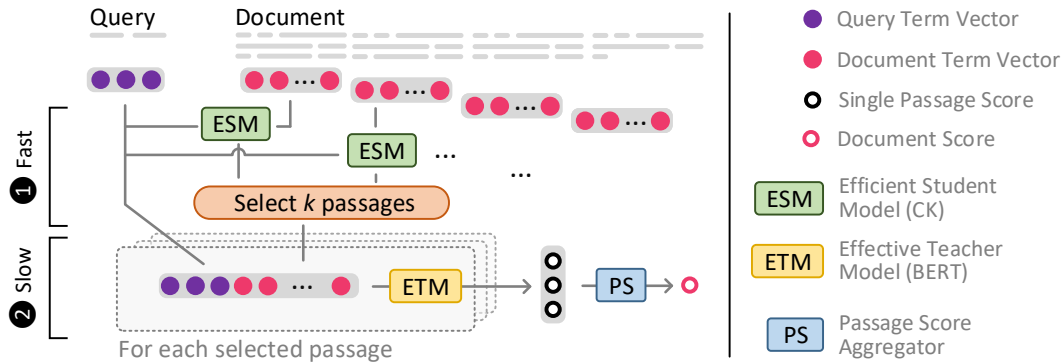 Query
Document
...
...
...
...
ESM
ESM
...
...
1 Fast
Select k passages
2 Slow
...
ETM
PS
For each selected passage
Query Term Vector
Document Term Vector
Single Passage Score
Document Score
ESM
Efficient Student
Model (CK)
ETM
Effective Teacher
Model (BERT)
PS
Passage Score
Aggregator